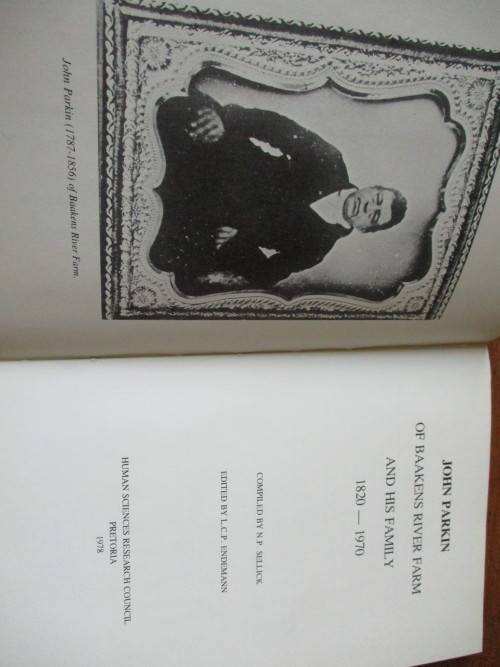 John Parkin (1787-1856) of Baakens River Farm.
JOHN PARKIN
OF BAAKENS RIVER FARM
AND HIS FAMILY
1820 — 1970
COMPILED BY N.P. SELLICK
EDITED BY L.C.P. ENDEMANN
HUMAN SCIENCES RESEARCH COUNCIL
PRETORIA
1978